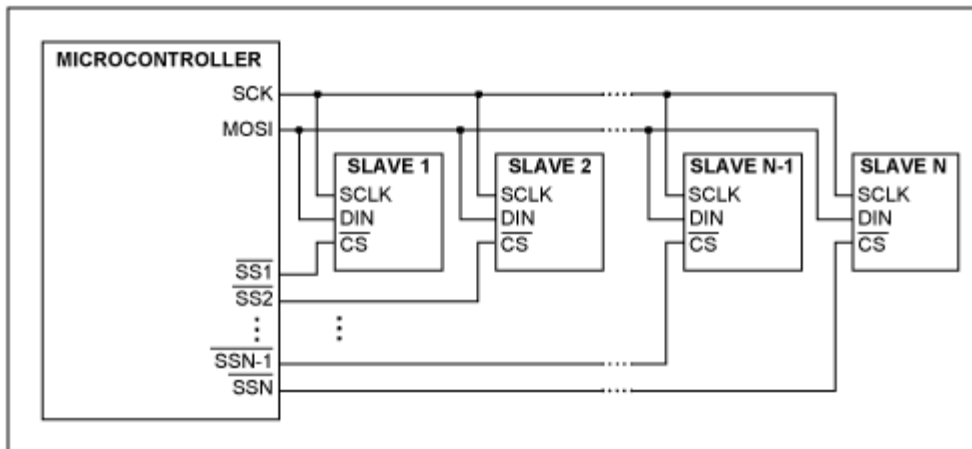 MICROCONTROLLER
SCK
MOSI
SS1
SS2
SSN-1
SSN
SLAVE 1
SCLK
DIN
CS
SLAVE 2
SCLK
DIN
CS
SLAVE N-1
SCLK
DIN
CS
SLAVE N
SCLK
DIN
CS